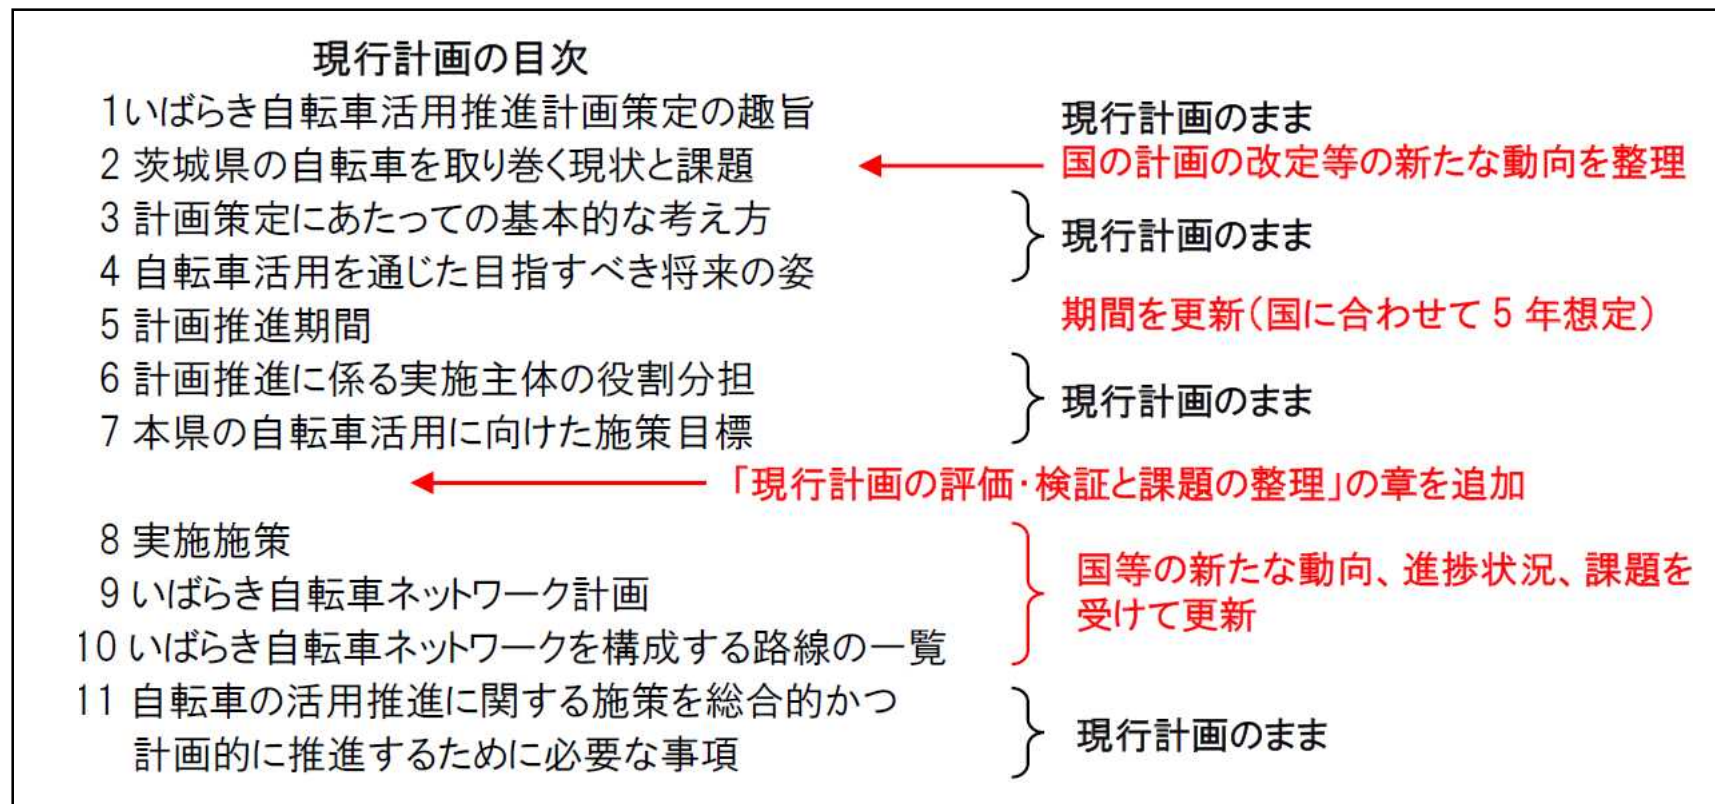 現行計画の目次
1いばらき自転車活用推進計画策定の趣旨
現行計画のまま
2 茨城県の自転車を取り巻く現状と課題
国の計画の改定等の新たな動向を整理
3 計画策定にあたっての基本的な考え方
4 自転車活用を通じた目指すべき将来の姿
現行計画のまま
5 計画推進期間
期間を更新(国に合わせて 5 年想定)
6 計画推進に係る実施主体の役割分担
7 本県の自転車活用に向けた施策目標
現行計画のまま
「現行計画の評価・検証と課題の整理」の章を追加
8 実施施策
9 いばらき自転車ネットワーク計画
10 いばらき自転車ネットワークを構成する路線の一覧
国等の新たな動向、進捗状況、課題を
受けて更新
11 自転車の活用推進に関する施策を総合的かつ
計画的に推進するために必要な事項
現行計画のまま